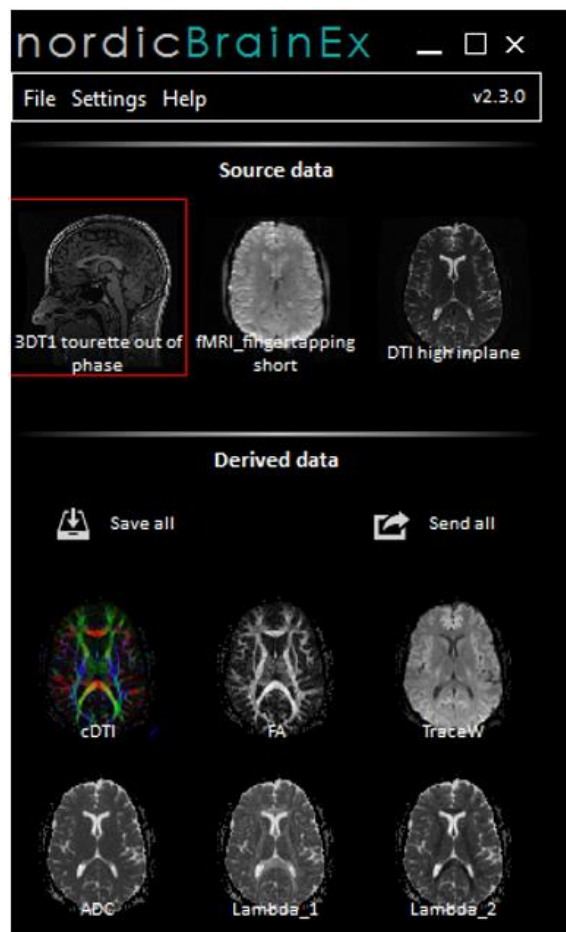 nordicBrainEx
File Settings Help v2.3.0
Source data
3DT1 tourette out of
phase
fMRI_fingertapping
short
DTI high inplane
Derived data
Save all
Send all
cDTI
FA
TraceW
ADC
Lambda_1
Lambda_2